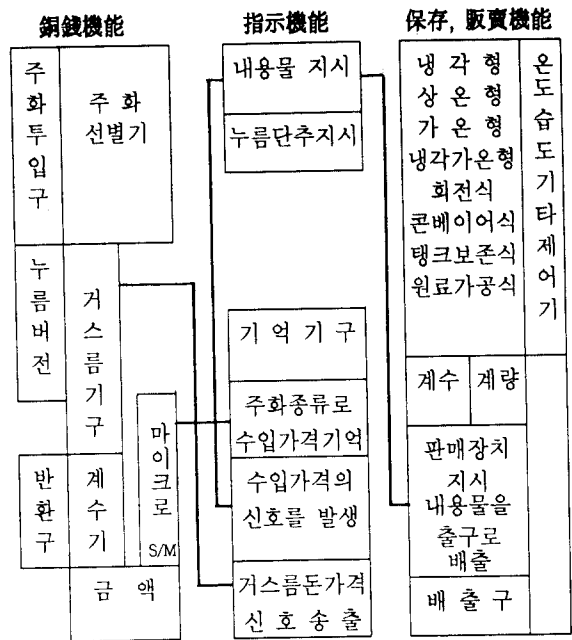 銅錢機能
주화투입구
주 화
선별기
누름버전
거스름기구
마이크로
S/M
반환구
계수기
금 액
指示機能
내용물 지시
누름단추지시
기 억 기 구
주화종류로
수입가격기억
수입가격의
신호를 발생
거스름돈가격
신 호 송 출
保存, 販賣機能
냉 각 형
상 온 형
가 온 형
냉각가온형
회전식
콘베이어식
탱크보존식
원료가공식
온도습도기타제어기
계수
계량
판매장치
지시
내용물을
출구로
배출
배 출 구